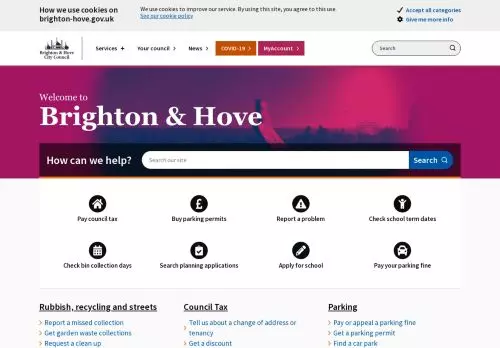 How we use cookies on
brighton-hove.gov.uk
We use cookies to improve our service. By using this site, you agree to this use.
See our cookie policy
Accept all categories
Give me more info
Brighton & Hove
City Council
Services +
Your council
News
COVID-19
MyAccount
Search
Welcome to
Brighton & Hove
How can we help?
Search our site
Search
Pay council tax
Buy parking permits
Report a problem
Check school term dates
Check bin collection days
Search planning applications
Apply for school
Pay your parking fine
Rubbish, recycling and streets
Report a missed collection
Get garden waste collections
Request a clean up
Council Tax
Tell us about a change of address or
tenancy
Get a discount
Parking
Pay or appeal a parking fine
Get a parking permit
Find a car park